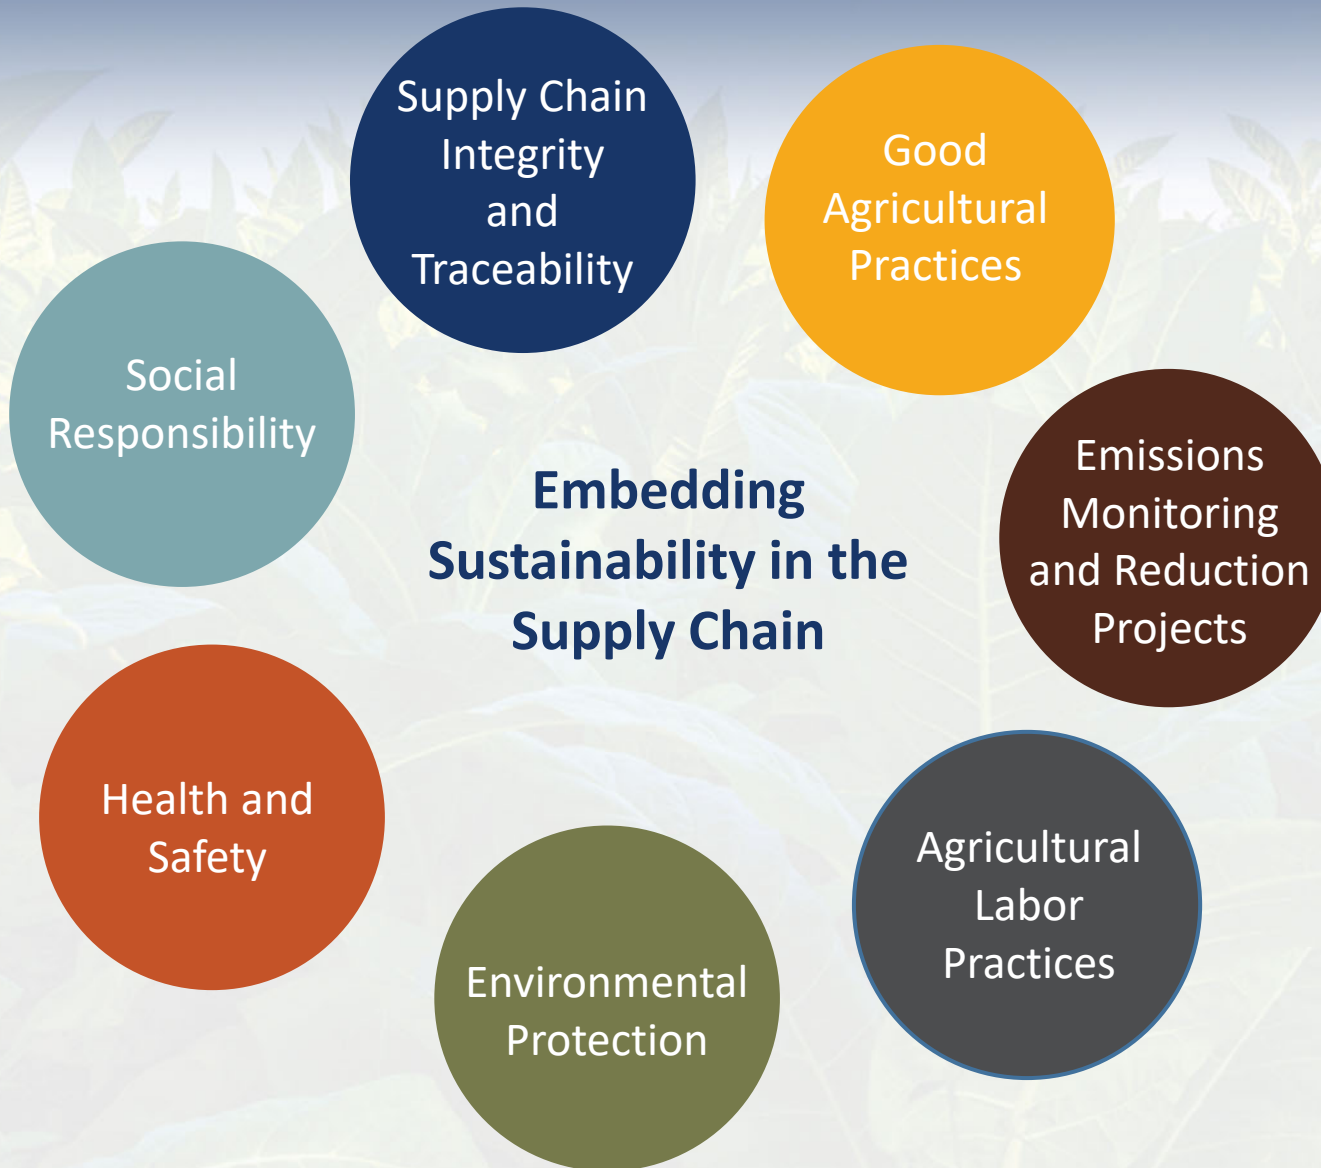 Supply Chain
Integrity
and
Traceability
Good
Agricultural
Practices
Social
Responsibility
Emissions
Monitoring
and Reduction
Projects
Embedding
Sustainability in the
Supply Chain
Health and
Safety
Agricultural
Labor
Practices
Environmental
Protection